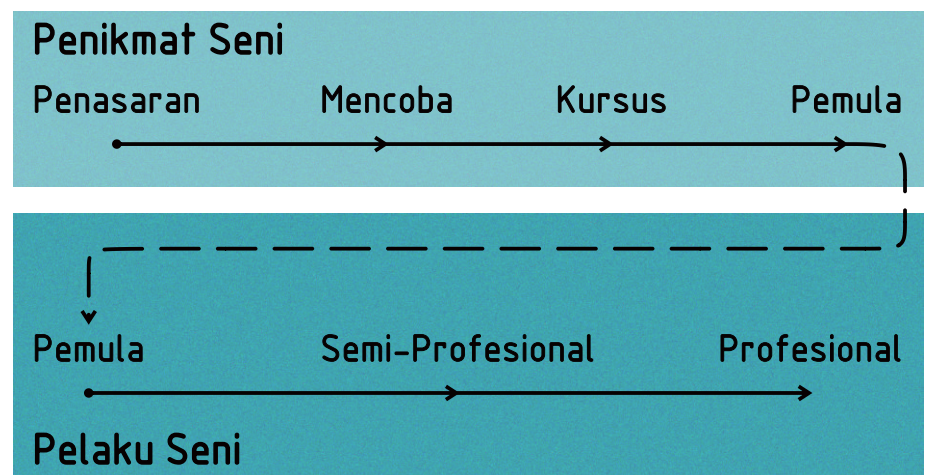 Penikmat Seni
Penasaran Mencoba Kursus Pemula
Pemula Semi-Profesional Profesional
Pelaku Seni